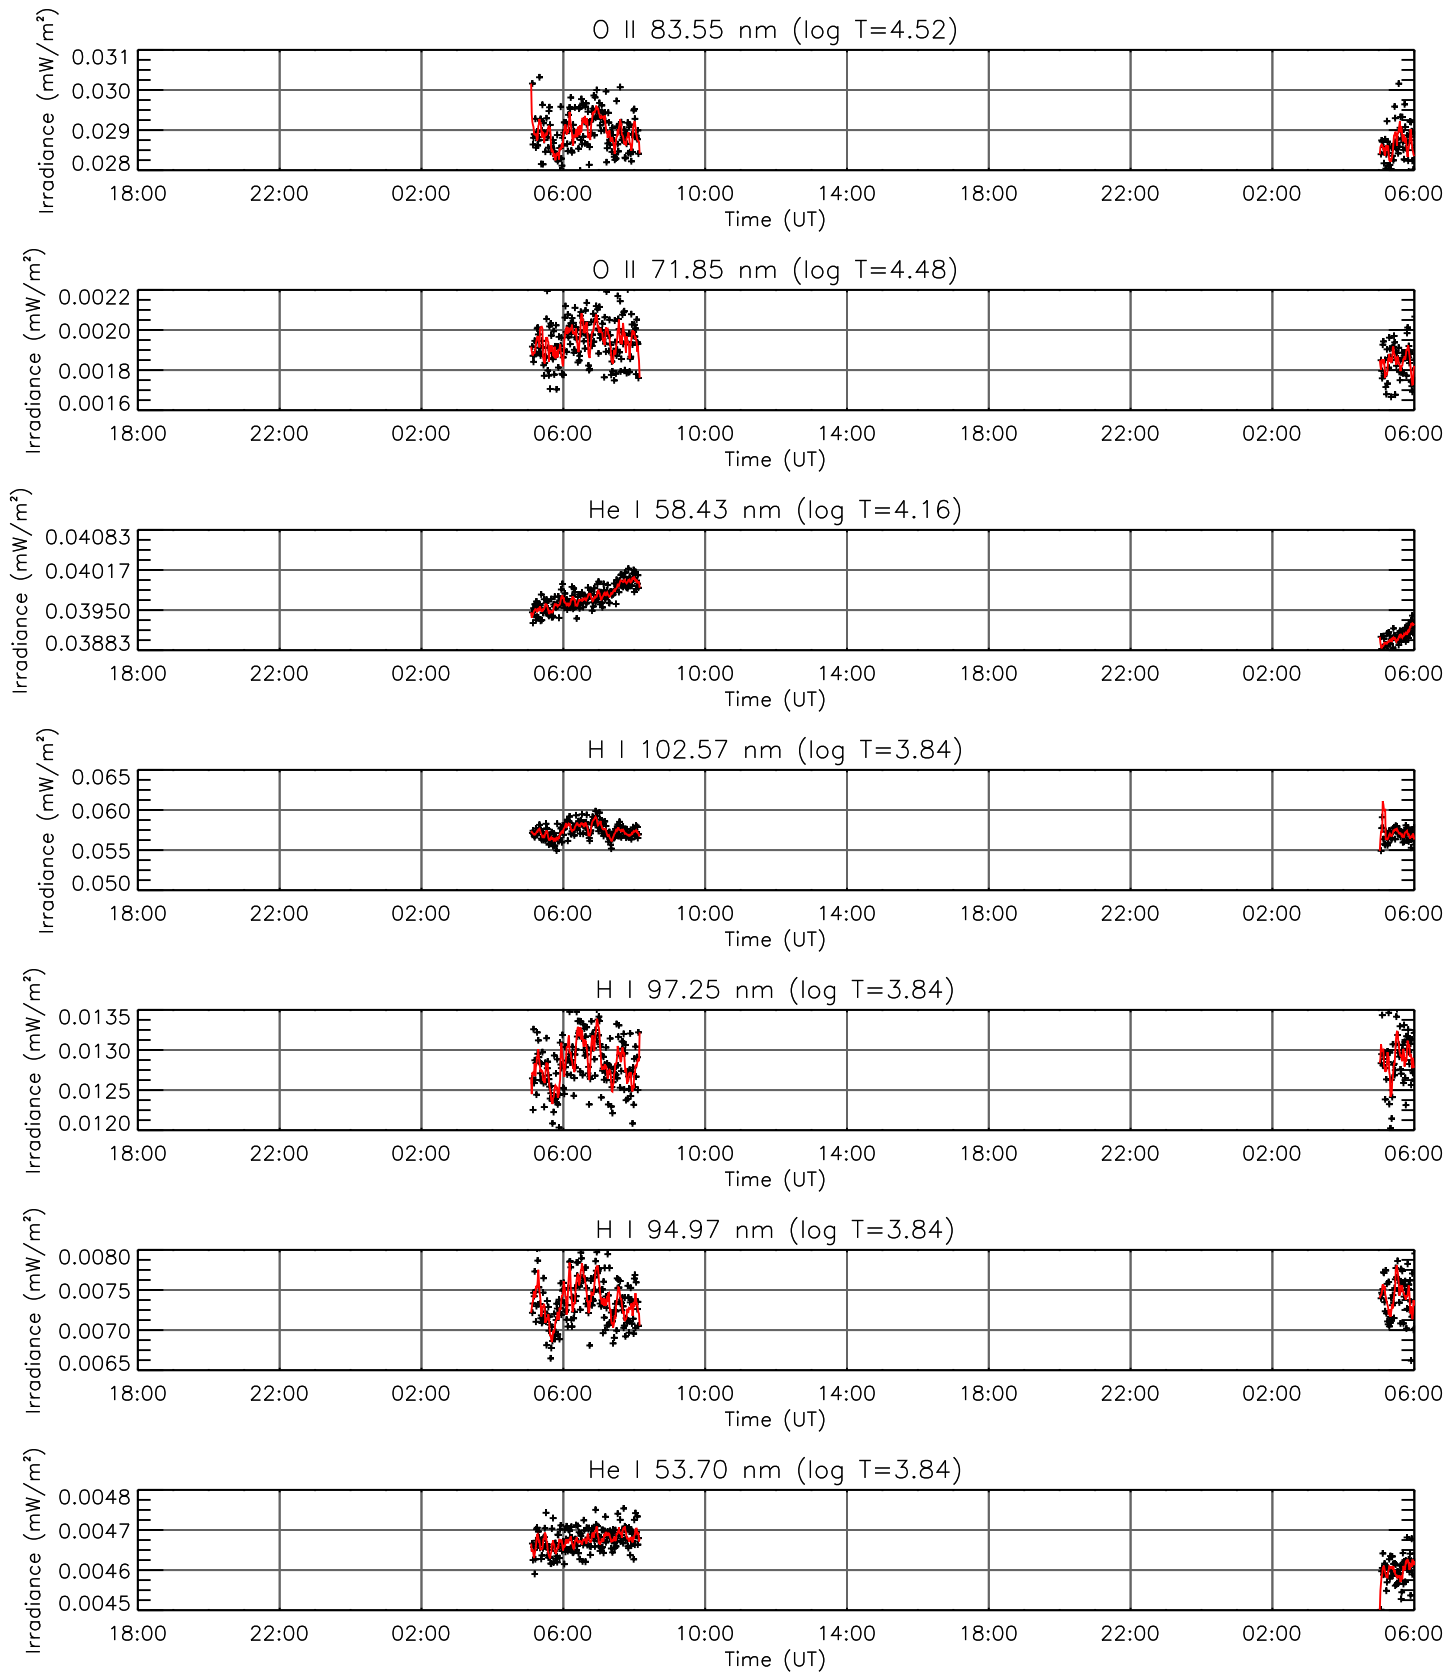 O II 83.55 nm (log T=4.52)
Irradiance (mW/m²)
0.031
0.030
0.029
0.028
18:00 22:00 02:00 06:00 10:00 14:00 18:00 22:00 02:00 06:00
Time (UT)
O II 71.85 nm (log T=4.48)
Irradiance (mW/m²)
0.0022
0.0020
0.0018
0.0016
18:00 22:00 02:00 06:00 10:00 14:00 18:00 22:00 02:00 06:00
Time (UT)
He I 58.43 nm (log T=4.16)
Irradiance (mW/m²)
0.04083
0.04017
0.03950
0.03883
18:00 22:00 02:00 06:00 10:00 14:00 18:00 22:00 02:00 06:00
Time (UT)
H I 102.57 nm (log T=3.84)
Irradiance (mW/m²)
0.065
0.060
0.055
0.050
18:00 22:00 02:00 06:00 10:00 14:00 18:00 22:00 02:00 06:00
Time (UT)
H I 97.25 nm (log T=3.84)
Irradiance (mW/m²)
0.0135
0.0130
0.0125
0.0120
18:00 22:00 02:00 06:00 10:00 14:00 18:00 22:00 02:00 06:00
Time (UT)
H I 94.97 nm (log T=3.84)
Irradiance (mW/m²)
0.0080
0.0075
0.0070
0.0065
18:00 22:00 02:00 06:00 10:00 14:00 18:00 22:00 02:00 06:00
Time (UT)
He I 53.70 nm (log T=3.84)
Irradiance (mW/m²)
0.0048
0.0047
0.0046
0.0045
18:00 22:00 02:00 06:00 10:00 14:00 18:00 22:00 02:00 06:00
Time (UT)